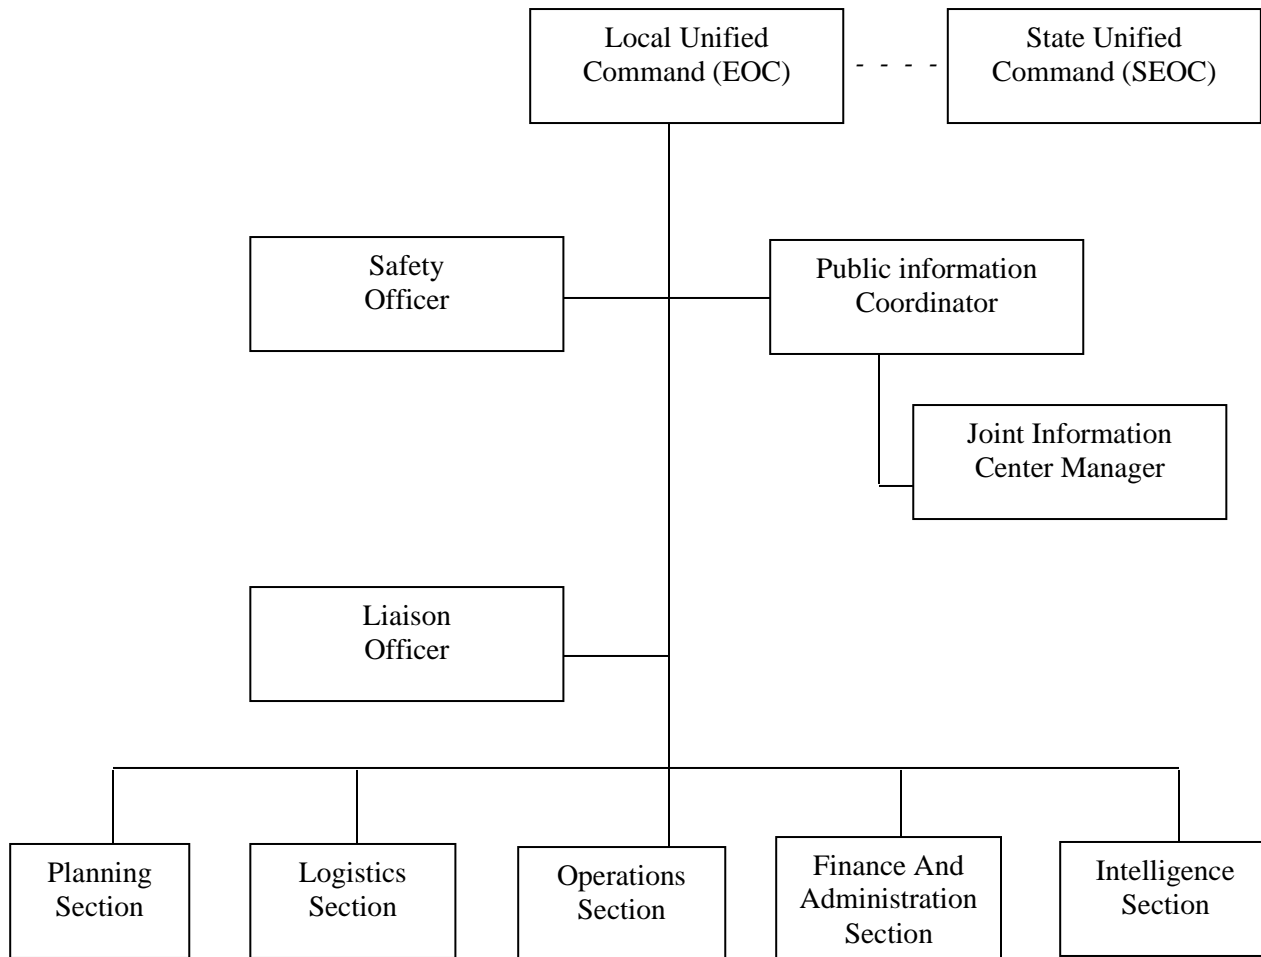 Local Unified
Command (EOC)
- - - -
State Unified
Command (SEOC)
Safety
Officer
Public information
Coordinator
Joint Information
Center Manager
Liaison
Officer
Planning
Section
Logistics
Section
Operations
Section
Finance And
Administration
Section
Intelligence
Section